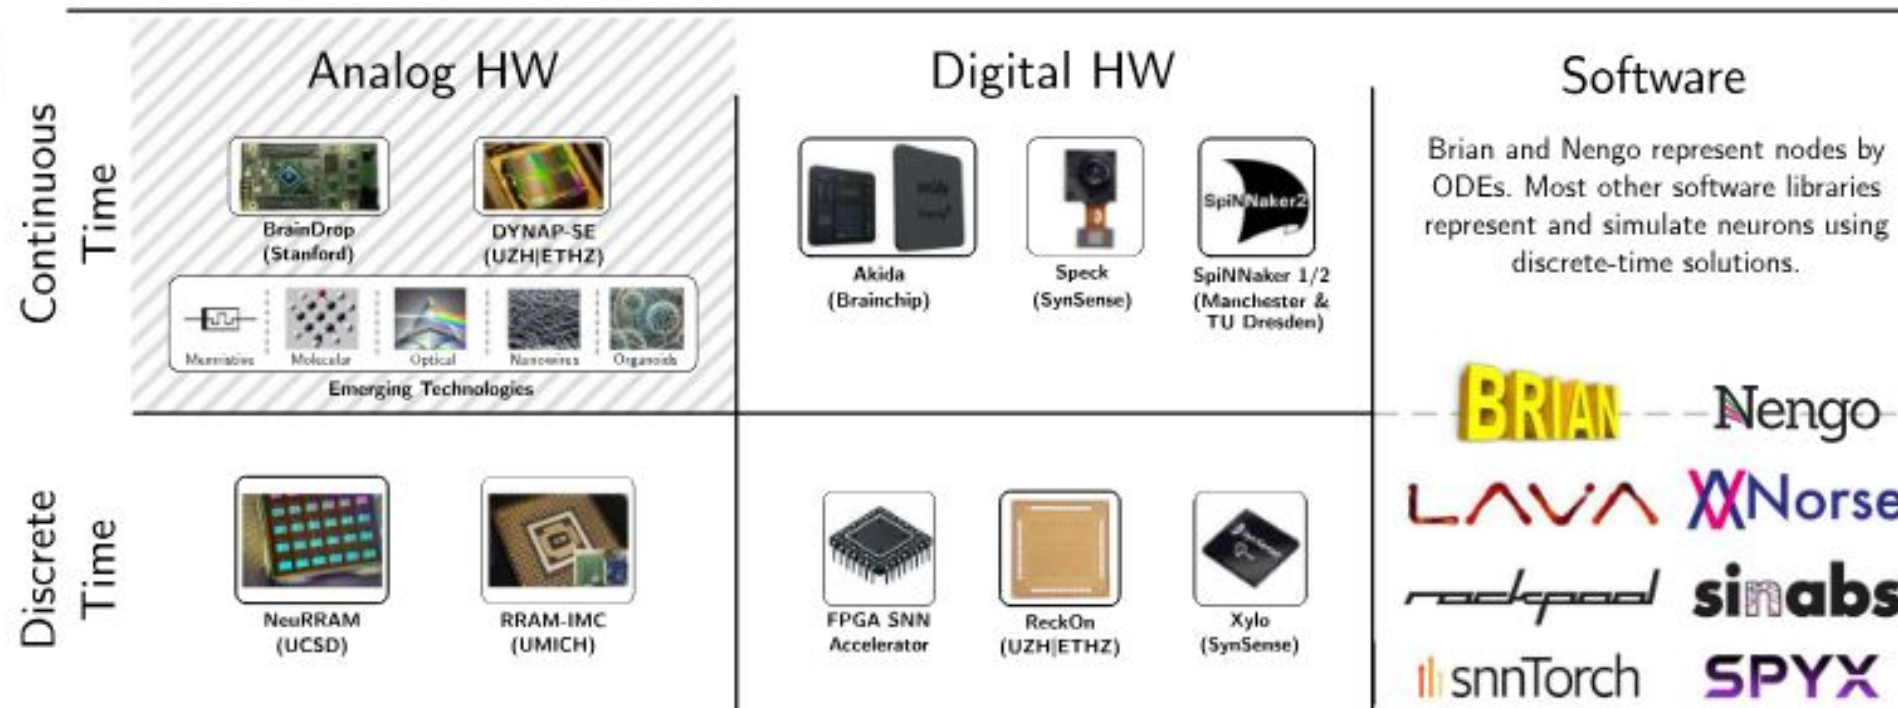 Analog HW
Digital HW
Software
Continuous
Time
BrainDrop
(Stanford)
DYNAP-SE
(UZH|ETHZ)
Memristive
Molecular
Optical
Nanowires
Organoids
Emerging Technologies
Akida
(Brainchip)
Speck
(SynSense)
SpiNNaker2
SpiNNaker 1/2
(Manchester &
TU Dresden)
Brian and Nengo represent nodes by
ODEs. Most other software libraries
represent and simulate neurons using
discrete-time solutions.
BRIAN
Nengo
Discrete
Time
NeuRRAM
(UCSD)
RRAM-IMC
(UMICH)
FPGA SNN
Accelerator
ReckOn
(UZH|ETHZ)
Xylo
(SynSense)
LAVA
Norse
rockpool
sinabs
snnTorch
SPYX